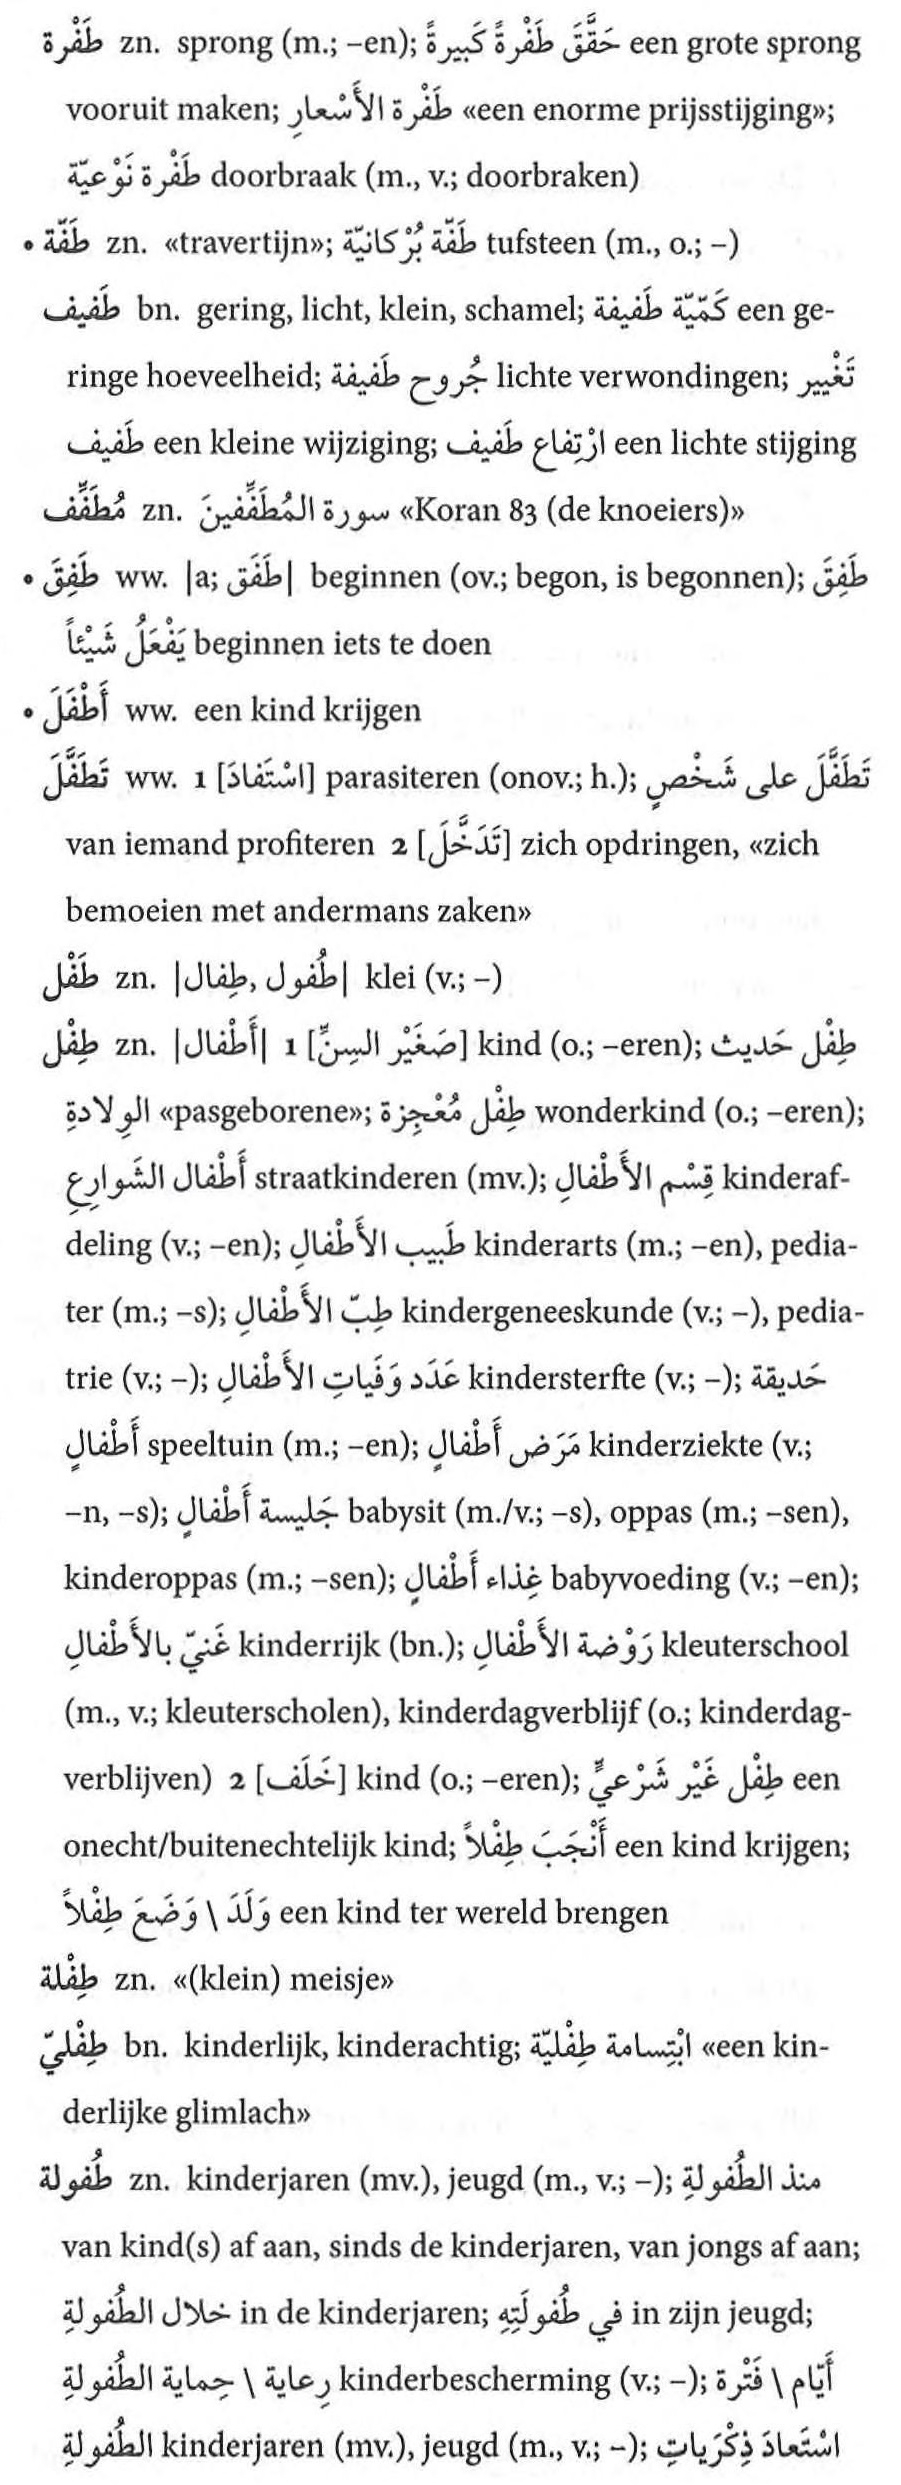 طَفْرة zn. sprong (m.; –en); حَقَّقَ طَفْرةً كَبيرةً een grote sprong
vooruit maken; طَفْرة الأَسْعارِ «een enorme prijsstijging»;
طَفْرة نَوْعيّة doorbraak (m., v.; doorbraken)
• طَفّة zn. «travertijn»; طَفّة بُرْكانيّة tufsteen (m., o.; –)
طَفيف bn. gering, licht, klein, schamel; كَمّيّة طَفيفة een ge-
ringe hoeveelheid; جُروح طَفيفة lichte verwondingen; تَغْيير
طَفيف een kleine wijziging; ارْتِفاع طَفيف een lichte stijging
مُطَفِّف zn. سورة المُطَفِّفينَ «Koran 83 (de knoeiers)»
• طَفِقَ ww. |a; طَفَق| beginnen (ov.; begon, is begonnen); طَفِقَ
يَفْعَلُ شَيْئاً beginnen iets te doen
• أَطْفَلَ ww. een kind krijgen
تَطَفَّلَ ww. 1 [اسْتَفادَ] parasiteren (onov.; h.); تَطَفَّلَ على شَخْصٍ
van iemand profiteren 2 [تَدَخَّلَ] zich opdringen, «zich
bemoeien met andermans zaken»
طَفْل zn. |طُفول, طِفال| klei (v.; –)
طِفْل zn. |أَطْفال| 1 [صَغَيْر السِنِّ] kind (o.; –eren); طِفْل حَديث
الوِلادةِ «pasgeborene»; طِفْل مُعْجِزة wonderkind (o.; –eren);
أَطْفال الشَوارِعِ straatkinderen (mv.); قِسْم الأَطْفالِ kinderaf-
deling (v.; –en); طَبيب الأَطْفالِ kinderarts (m.; –en), pedia-
ter (m.; –s); طِبّ الأَطْفالِ kindergeneeskunde (v.; –), pedia-
trie (v.; –); عَدَد وَفَياتِ الأَطْفالِ kindersterfte (v.; –); حَديقة
أَطْفالٍ speeltuin (m.; –en); مَرَض أَطْفالٍ kinderziekte (v.;
–n, –s); جَليسة أَطْفالٍ babysit (m./v.; –s), oppas (m.; –sen),
kinderoppas (m.; –sen); غِذاء أَطْفالٍ babyvoeding (v.; –en);
غَنيّ بالأَطْفالِ kinderrijk (bn.); رَوْضة الأَطْفالِ kleuterschool
(m., v.; kleuterscholen), kinderdagverblijf (o.; kinderdag-
verblijven) 2 [خَلَف] kind (o.; –eren); طِفْل غَيْر شَرْعيٍّ een
onecht/buitenechtelijk kind; أَنْجَبَ طِفْلاً een kind krijgen;
وَلَدَ \ وَضَعَ طِفْلاً een kind ter wereld brengen
طِفْلة zn. «(klein) meisje»
طِفْليّ bn. kinderlijk, kinderachtig; ابْتِسامة طِفْليّة «een kin-
derlijke glimlach»
طُفولة zn. kinderjaren (mv.), jeugd (m., v.; –); منذ الطُفولةِ
van kind(s) af aan, sinds de kinderjaren, van jongs af aan;
خلال الطُفولةِ in de kinderjaren; في طُفولَتِهِ in zijn jeugd;
رِعاية \ حِماية الطُفولةِ kinderbescherming (v.; –); أَيّام \ فَتْرة
الطُفولةِ kinderjaren (mv.), jeugd (m., v.; –); اسْتَعادَ ذِكْرَياتِ